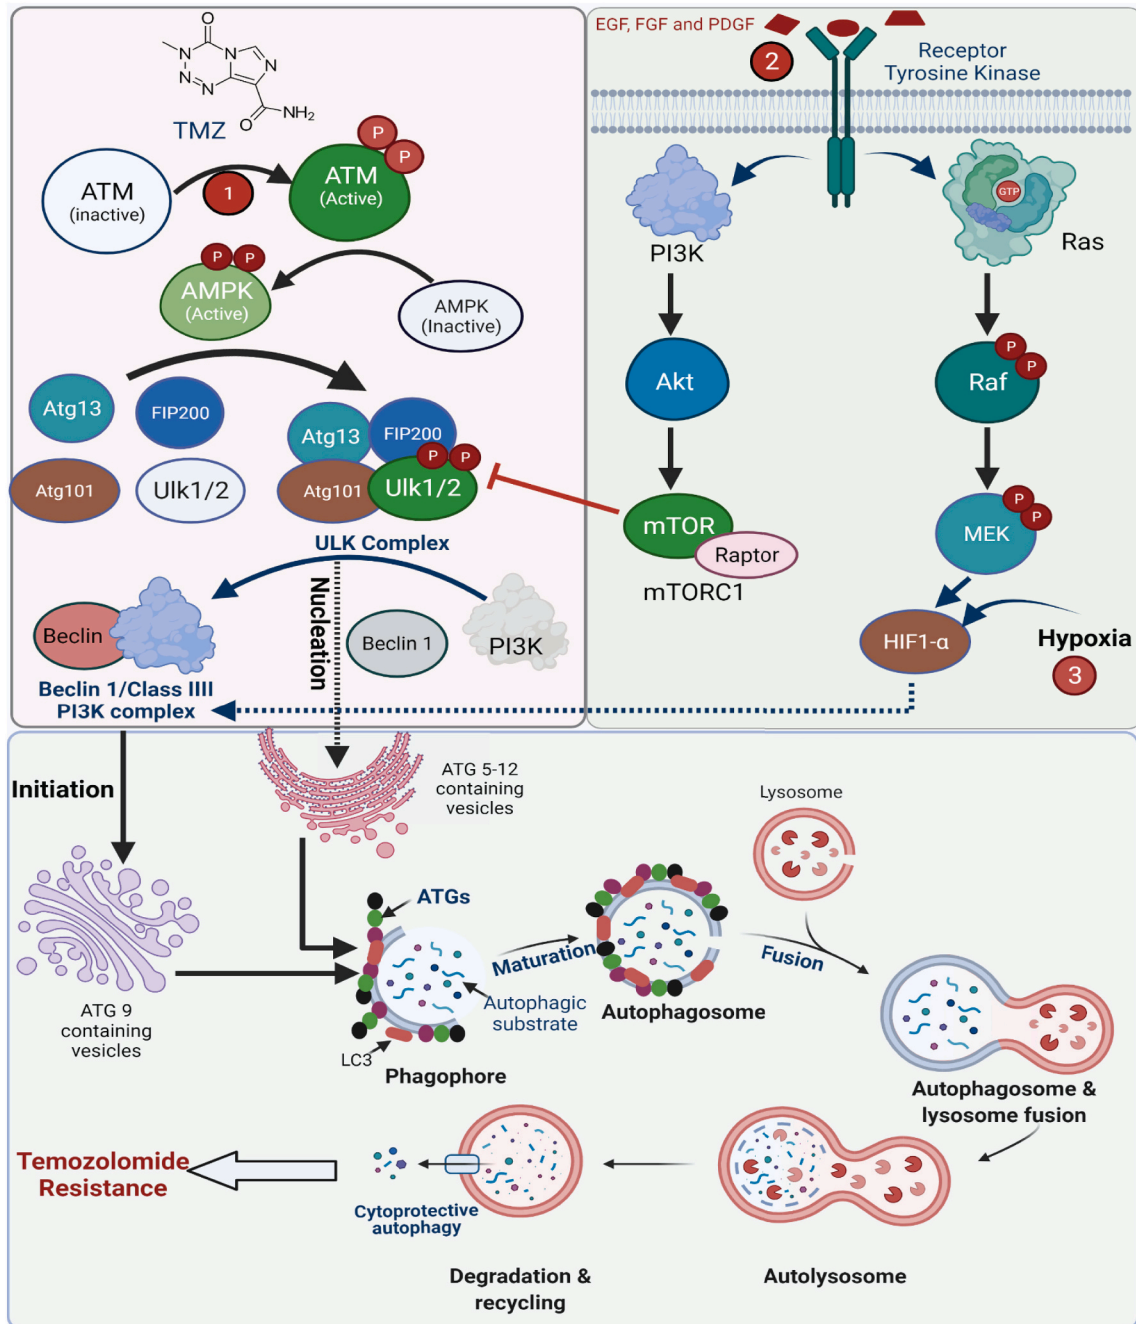 O
N
N
N
N
N
O
NH₂
TMZ
ATM
(inactive)
1
ATM
(Active)
P
P
P
P
AMPK
(Active)
AMPK
(Inactive)
Atg13
FIP200
Atg101
Ulk1/2
Atg13
FIP200
P
P
Atg101
Ulk1/2
ULK Complex
Nucleation
Beclin
Beclin 1
PI3K
Beclin 1/Class IIII
PI3K complex
EGF, FGF and PDGF
2
Receptor
Tyrosine Kinase
GTP
PI3K
Ras
Akt
Raf
P
P
mTOR
Raptor
mTORC1
MEK
P
P
HIF1-α
Hypoxia
3
Initiation
ATG 5-12
containing
vesicles
Lysosome
ATG 9
containing
vesicles
ATGs
Maturation
Autophagic
substrate
LC3
Phagophore
Autophagosome
Fusion
Autophagosome &
lysosome fusion
Temozolomide
Resistance
Cytoprotective
autophagy
Degradation &
recycling
Autolysosome